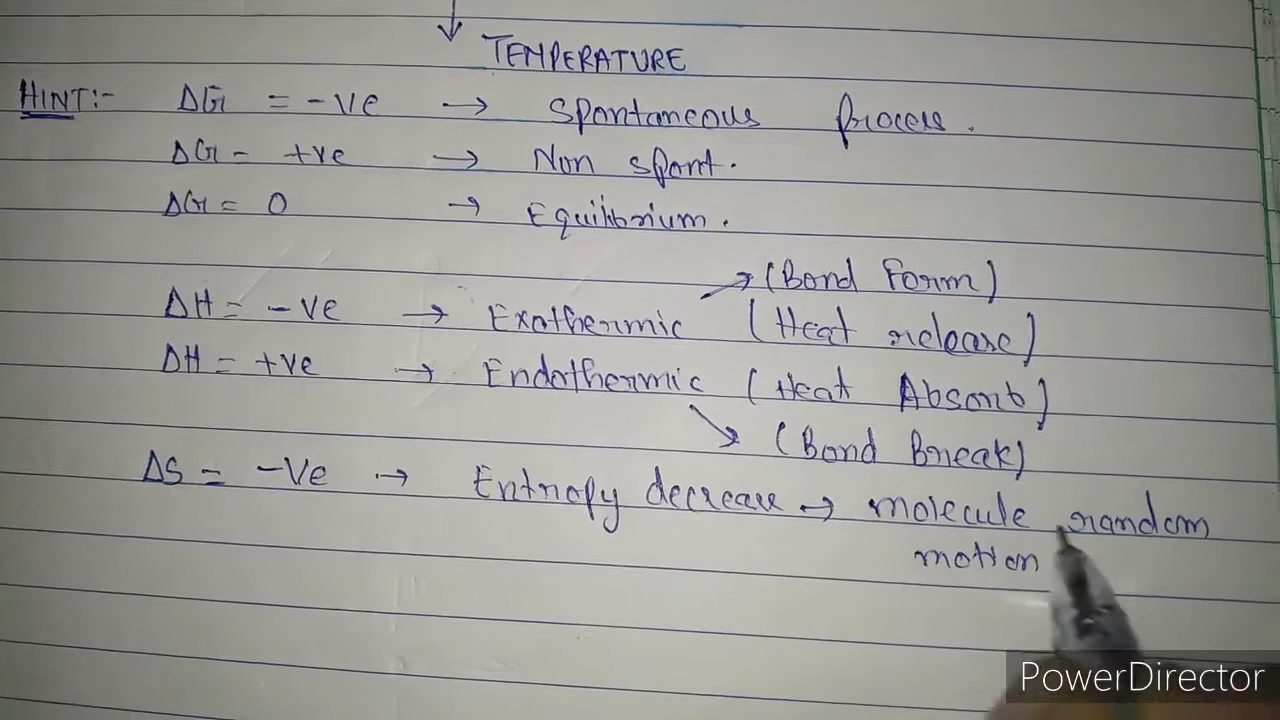 ↓ TEMPERATURE
HINT:- ΔG = -ve → Spontaneous Process.
ΔG = +ve → Non spont.
ΔG = 0 → Equilibrium.
→ (Bond Form)
ΔH = -ve → Exothermic (Heat release)
ΔH = +ve → Endothermic (Heat Absorb)
↘ (Bond Break)
ΔS = -ve → Entropy decrease → molecule random
motion
PowerDirector